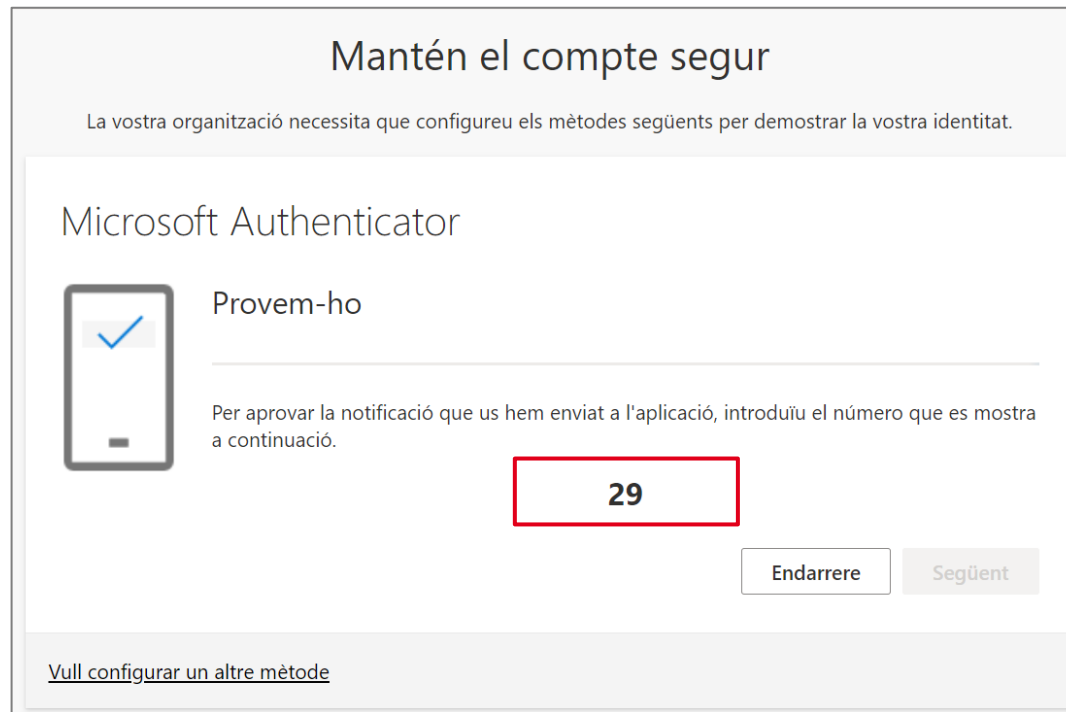 Mantén el compte segur
La vostra organització necessita que configureu els mètodes següents per demostrar la vostra identitat.
Microsoft Authenticator
Provem-ho
Per aprovar la notificació que us hem enviat a l'aplicació, introduïu el número que es mostra
a continuació.
29
Endarrere
Següent
Vull configurar un altre mètode